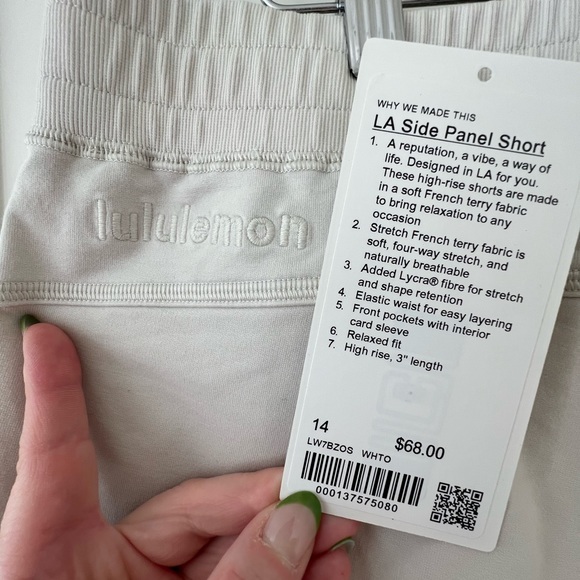 lululemon
WHY WE MADE THIS
LA Side Panel Short
1. A reputation, a vibe, a way of
life. Designed in LA for you.
These high-rise shorts are made
in a soft French terry fabric
to bring relaxation to any
occasion
2. Stretch French terry fabric is
soft, four-way stretch, and
naturally breathable
3. Added Lycra® fibre for stretch
and shape retention
4. Elastic waist for easy layering
5. Front pockets with interior
card sleeve
6. Relaxed fit
7. High rise, 3" length
14
$68.00
LW7BZOS WHTO
000137575080